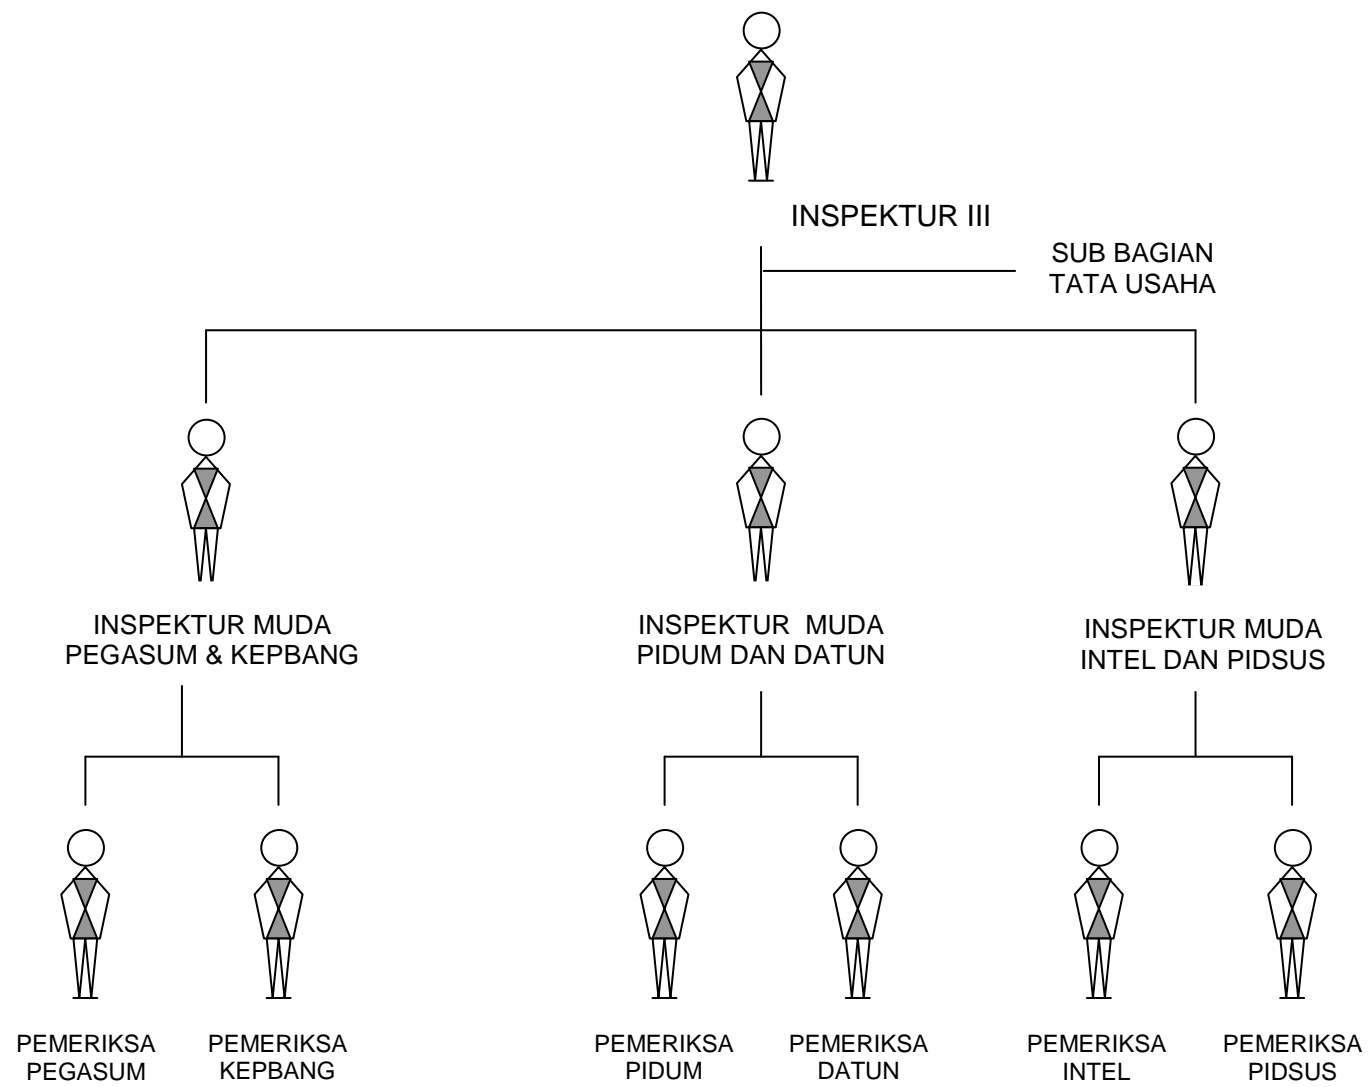 INSPEKTUR III
SUB BAGIAN
TATA USAHA
INSPEKTUR MUDA
PEGASUM & KEPBANG
INSPEKTUR  MUDA
PIDUM DAN DATUN
INSPEKTUR MUDA
INTEL DAN PIDSUS
PEMERIKSA
PEGASUM
PEMERIKSA
KEPBANG
PEMERIKSA
PIDUM
PEMERIKSA
DATUN
PEMERIKSA
INTEL
PEMERIKSA
PIDSUS